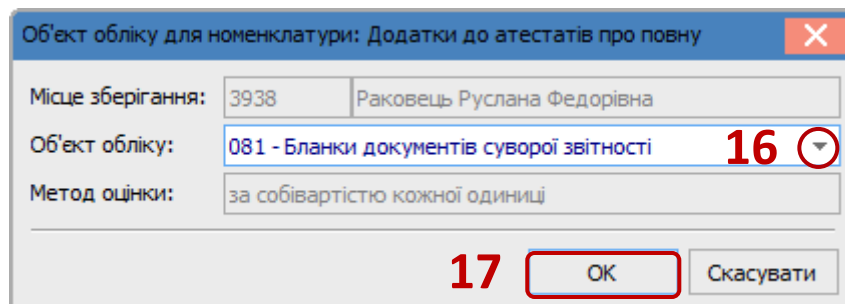 Об'єкт обліку для номенклатури: Додатки до атестатів про повну
Місце зберігання: 3938 Раковець Руслана Федорівна
Об'єкт обліку: 081 - Бланки документів суворої звітності 16
Метод оцінки: за собівартістю кожної одиниці
17 ОК Скасувати